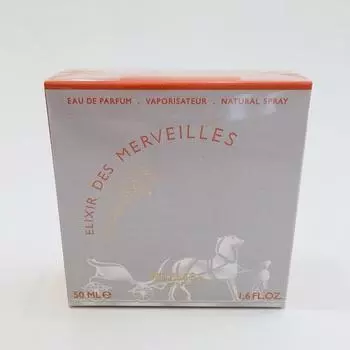 EAU DE PARFUM . VAPORISATEUR . NATURAL SPRAY
ELIXIR DES MERVEILLES
50 ML ℮ 1.6 FL.OZ.